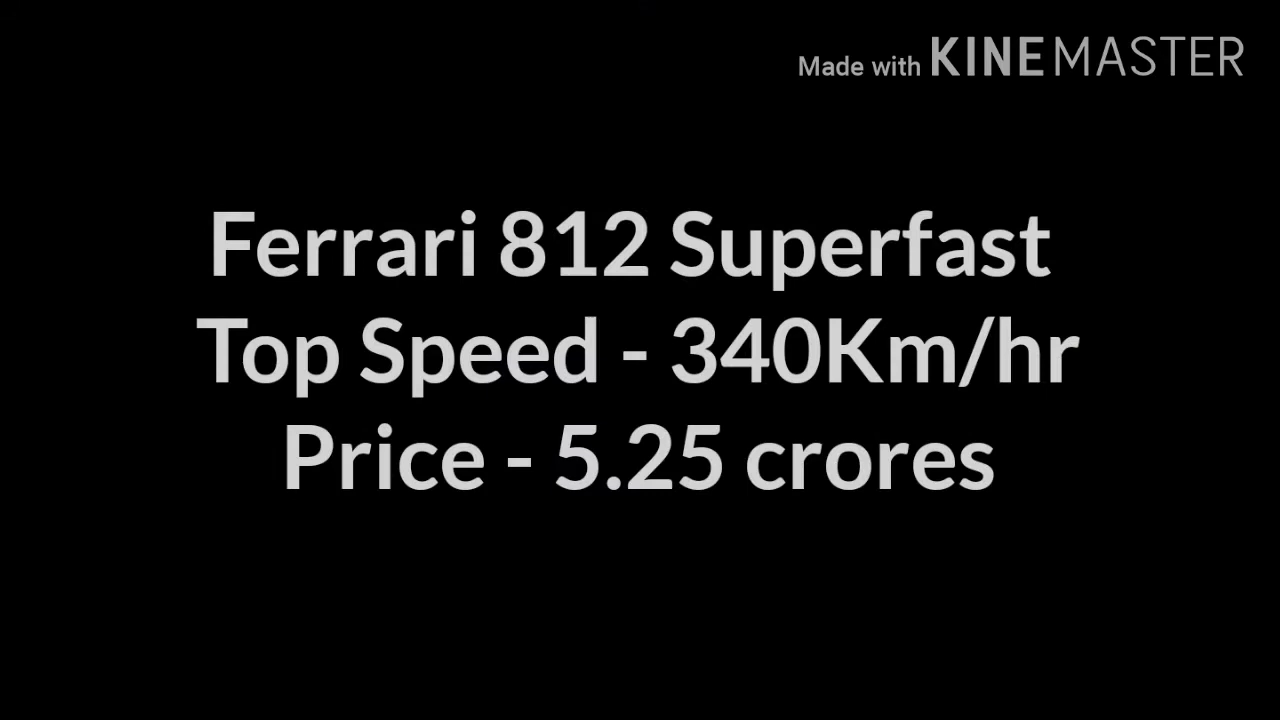 Made with KINEMASTER
Ferrari 812 Superfast
Top Speed - 340Km/hr
Price - 5.25 crores